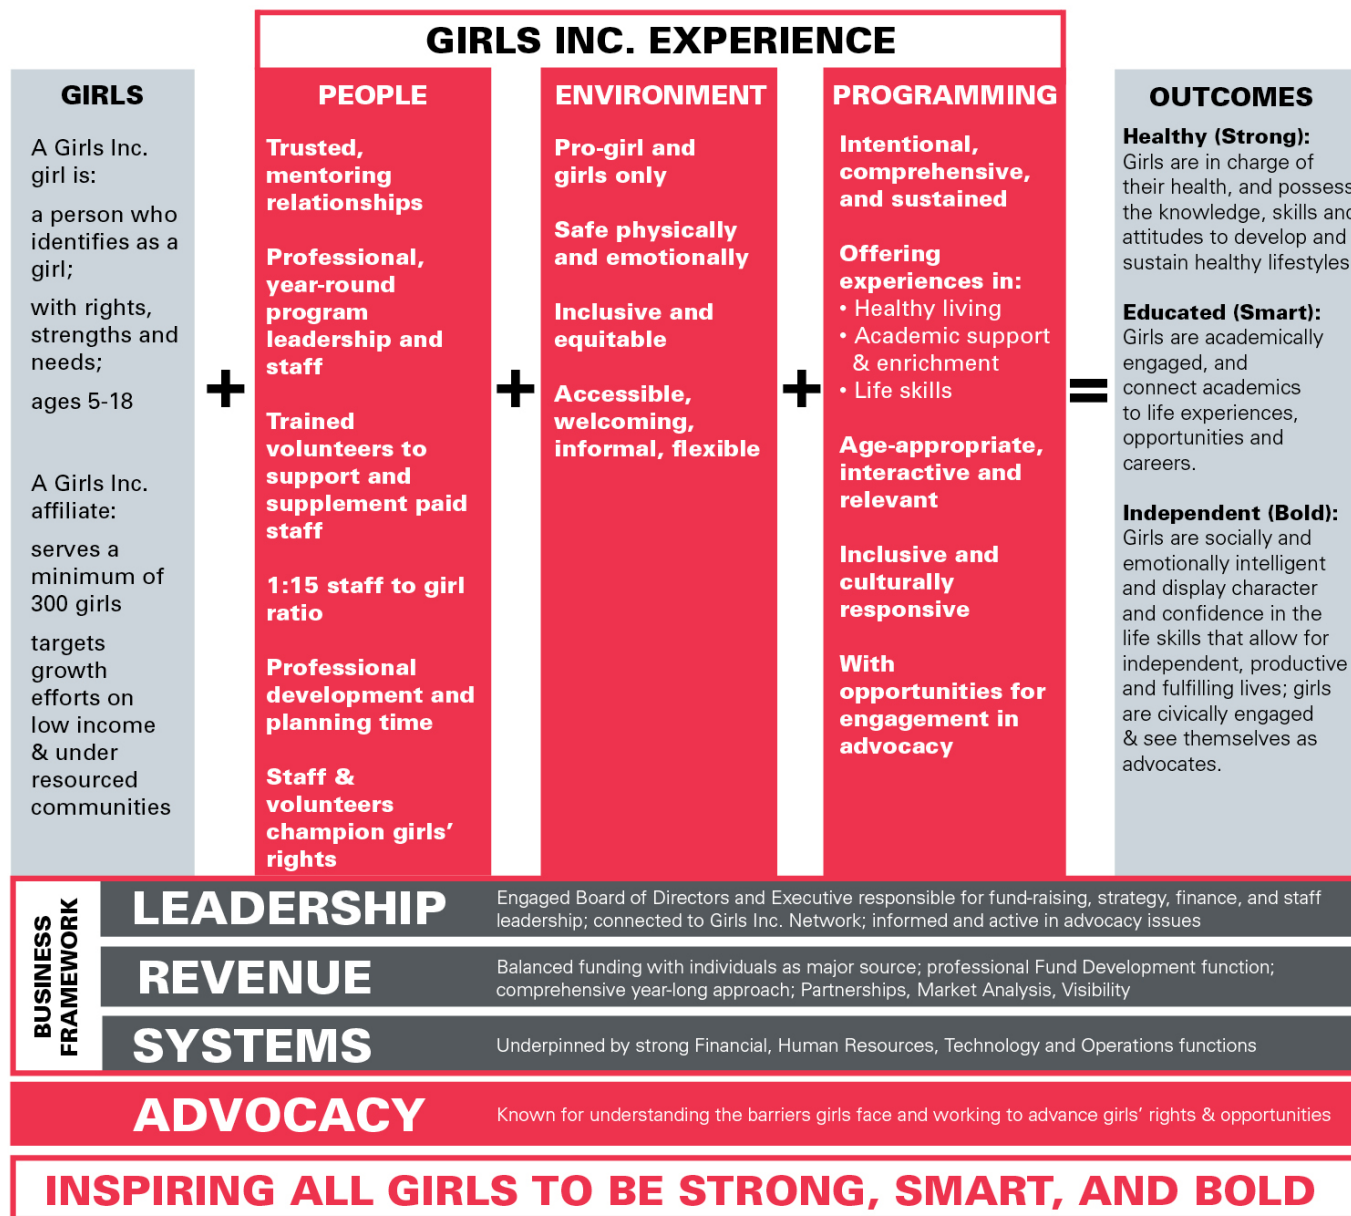 GIRLS INC. EXPERIENCE
GIRLS
A Girls Inc.
girl is:
a person who
identifies as a
girl;
with rights,
strengths and
needs;
ages 5-18
A Girls Inc.
affiliate:
serves a
minimum of
300 girls
targets
growth
efforts on
low income
& under
resourced
communities
+
PEOPLE
Trusted,
mentoring
relationships
Professional,
year-round
program
leadership and
staff
Trained
volunteers to
support and
supplement paid
staff
1:15 staff to girl
ratio
Professional
development and
planning time
Staff &
volunteers
champion girls’
rights
+
ENVIRONMENT
Pro-girl and
girls only
Safe physically
and emotionally
Inclusive and
equitable
Accessible,
welcoming,
informal, flexible
+
PROGRAMMING
Intentional,
comprehensive,
and sustained
Offering
experiences in:
• Healthy living
• Academic support
& enrichment
• Life skills
Age-appropriate,
interactive and
relevant
Inclusive and
culturally
responsive
With
opportunities for
engagement in
advocacy
=
OUTCOMES
Healthy (Strong):
Girls are in charge of
their health, and possess
the knowledge, skills and
attitudes to develop and
sustain healthy lifestyles
Educated (Smart):
Girls are academically
engaged, and
connect academics
to life experiences,
opportunities and
careers.
Independent (Bold):
Girls are socially and
emotionally intelligent
and display character
and confidence in the
life skills that allow for
independent, productive
and fulfilling lives; girls
are civically engaged
& see themselves as
advocates.
BUSINESS
FRAMEWORK
LEADERSHIP
Engaged Board of Directors and Executive responsible for fund-raising, strategy, finance, and staff
leadership; connected to Girls Inc. Network; informed and active in advocacy issues
REVENUE
Balanced funding with individuals as major source; professional Fund Development function;
comprehensive year-long approach; Partnerships, Market Analysis, Visibility
SYSTEMS
Underpinned by strong Financial, Human Resources, Technology and Operations functions
ADVOCACY
Known for understanding the barriers girls face and working to advance girls’ rights & opportunities
INSPIRING ALL GIRLS TO BE STRONG, SMART, AND BOLD